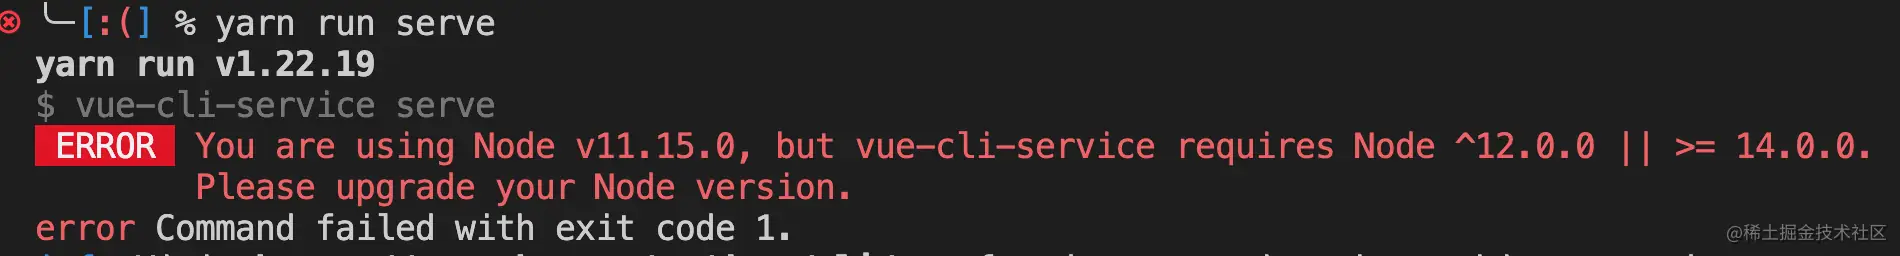 ╰─[:(] % yarn run serve
yarn run v1.22.19
$ vue-cli-service serve
ERROR You are using Node v11.15.0, but vue-cli-service requires Node ^12.0.0 || >= 14.0.0.
Please upgrade your Node version.
error Command failed with exit code 1.
@稀土掘金技术社区